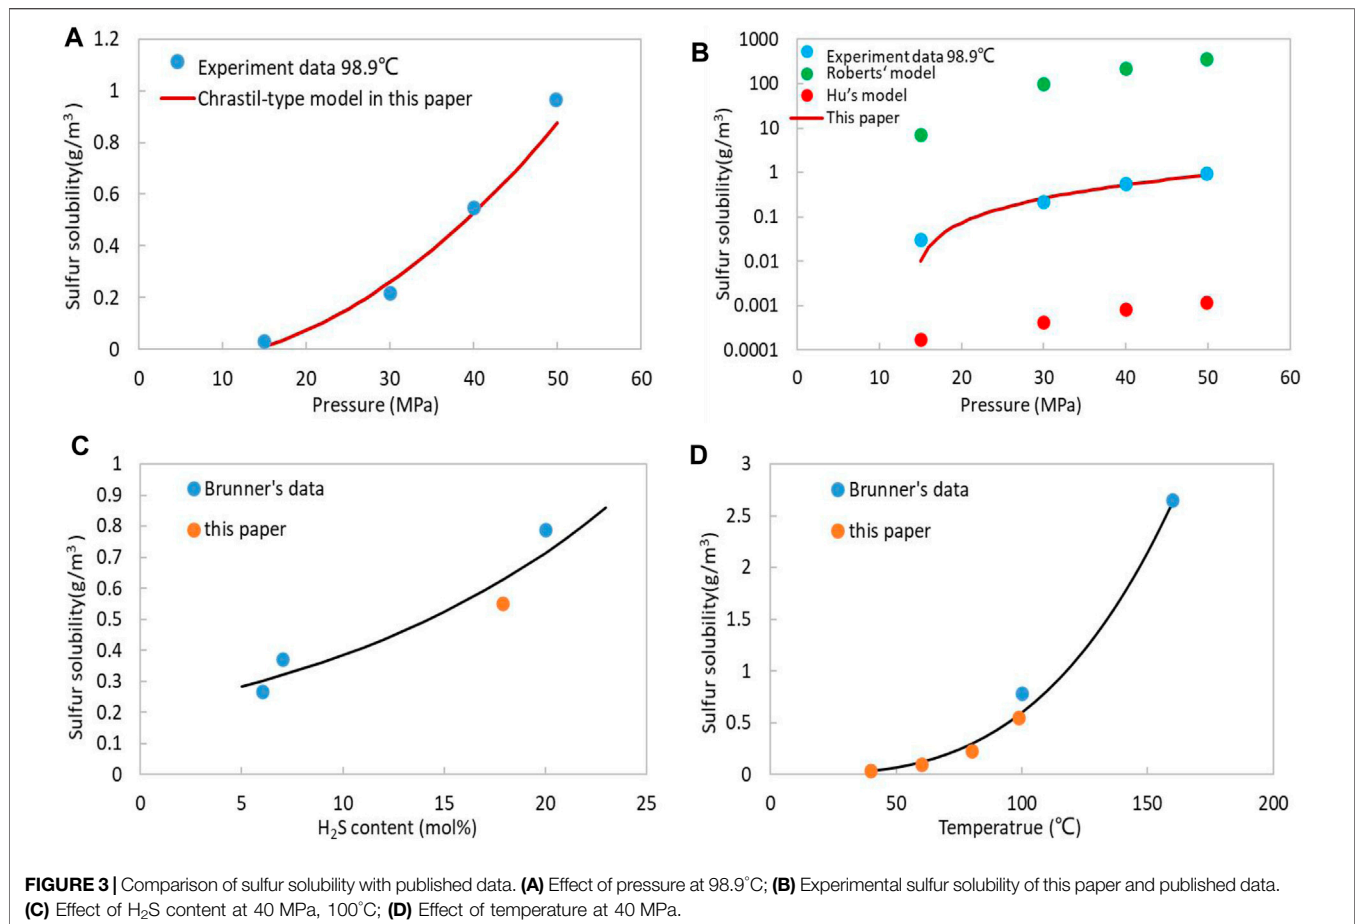 A
1.2
1
0.8
0.6
0.4
0.2
0
0 10 20 30 40 50 60
Sulfur solubility(g/m³)
Pressure (MPa)
Experiment data 98.9℃
Chrastil-type model in this paper
B
1000
100
10
1
0.1
0.01
0.001
0.0001
0 10 20 30 40 50 60
Sulfur solubility(g/m³)
Pressure (MPa)
Experiment data 98.9℃
Roberts‘ model
Hu's model
This paper
C
1
0.9
0.8
0.7
0.6
0.5
0.4
0.3
0.2
0.1
0
0 5 10 15 20 25
Sulfur solubility(g/m³)
H₂S content (mol%)
Brunner's data
this paper
D
3
2.5
2
1.5
1
0.5
0
0 50 100 150 200
Sulfur solubility(g/m³)
Temperatrue (℃)
Brunner's data
this paper
FIGURE 3 | Comparison of sulfur solubility with published data. (A) Effect of pressure at 98.9°C; (B) Experimental sulfur solubility of this paper and published data.
(C) Effect of H₂S content at 40 MPa, 100°C; (D) Effect of temperature at 40 MPa.